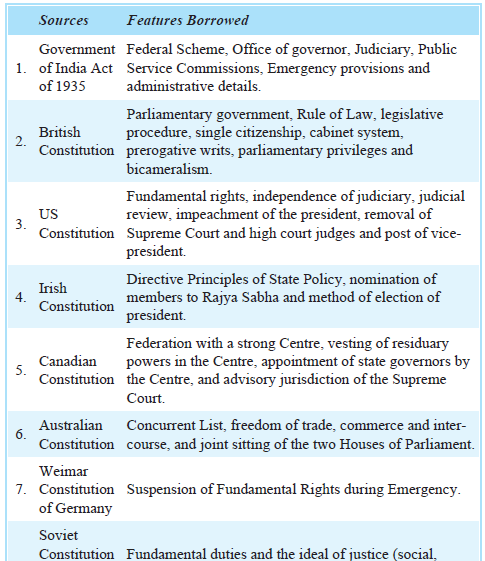 Sources Features Borrowed
1. Government of India Act of 1935 Federal Scheme, Office of governor, Judiciary, Public
Service Commissions, Emergency provisions and
administrative details.
2. British Constitution Parliamentary government, Rule of Law, legislative
procedure, single citizenship, cabinet system,
prerogative writs, parliamentary privileges and
bicameralism.
3. US Constitution Fundamental rights, independence of judiciary, judicial
review, impeachment of the president, removal of
Supreme Court and high court judges and post of vice-
president.
4. Irish Constitution Directive Principles of State Policy, nomination of
members to Rajya Sabha and method of election of
president.
5. Canadian Constitution Federation with a strong Centre, vesting of residuary
powers in the Centre, appointment of state governors by
the Centre, and advisory jurisdiction of the Supreme
Court.
6. Australian Constitution Concurrent List, freedom of trade, commerce and inter-
course, and joint sitting of the two Houses of Parliament.
7. Weimar Constitution of Germany Suspension of Fundamental Rights during Emergency.
Soviet
Constitution Fundamental duties and the ideal of justice (social,